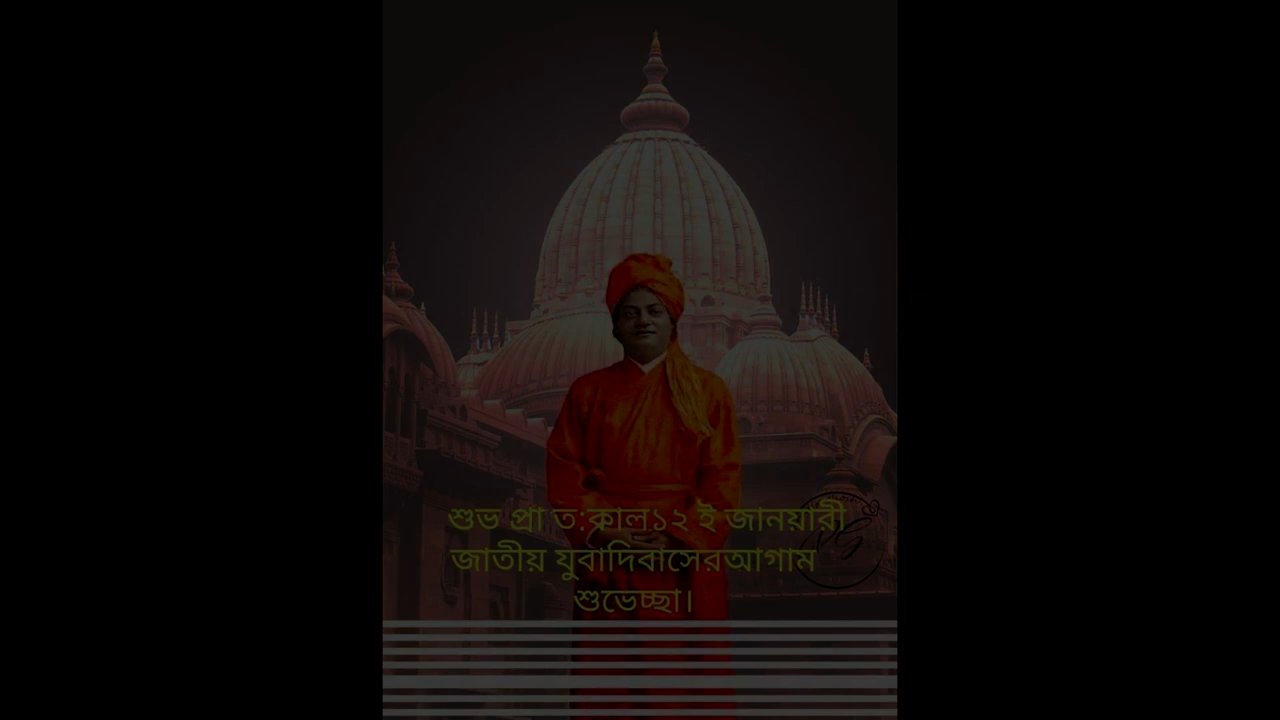 শুভ প্রা ত:কাল১২ ই জানয়ারী
জাতীয় যুবাদিবাসেরআগাম
শুভেচ্ছা।